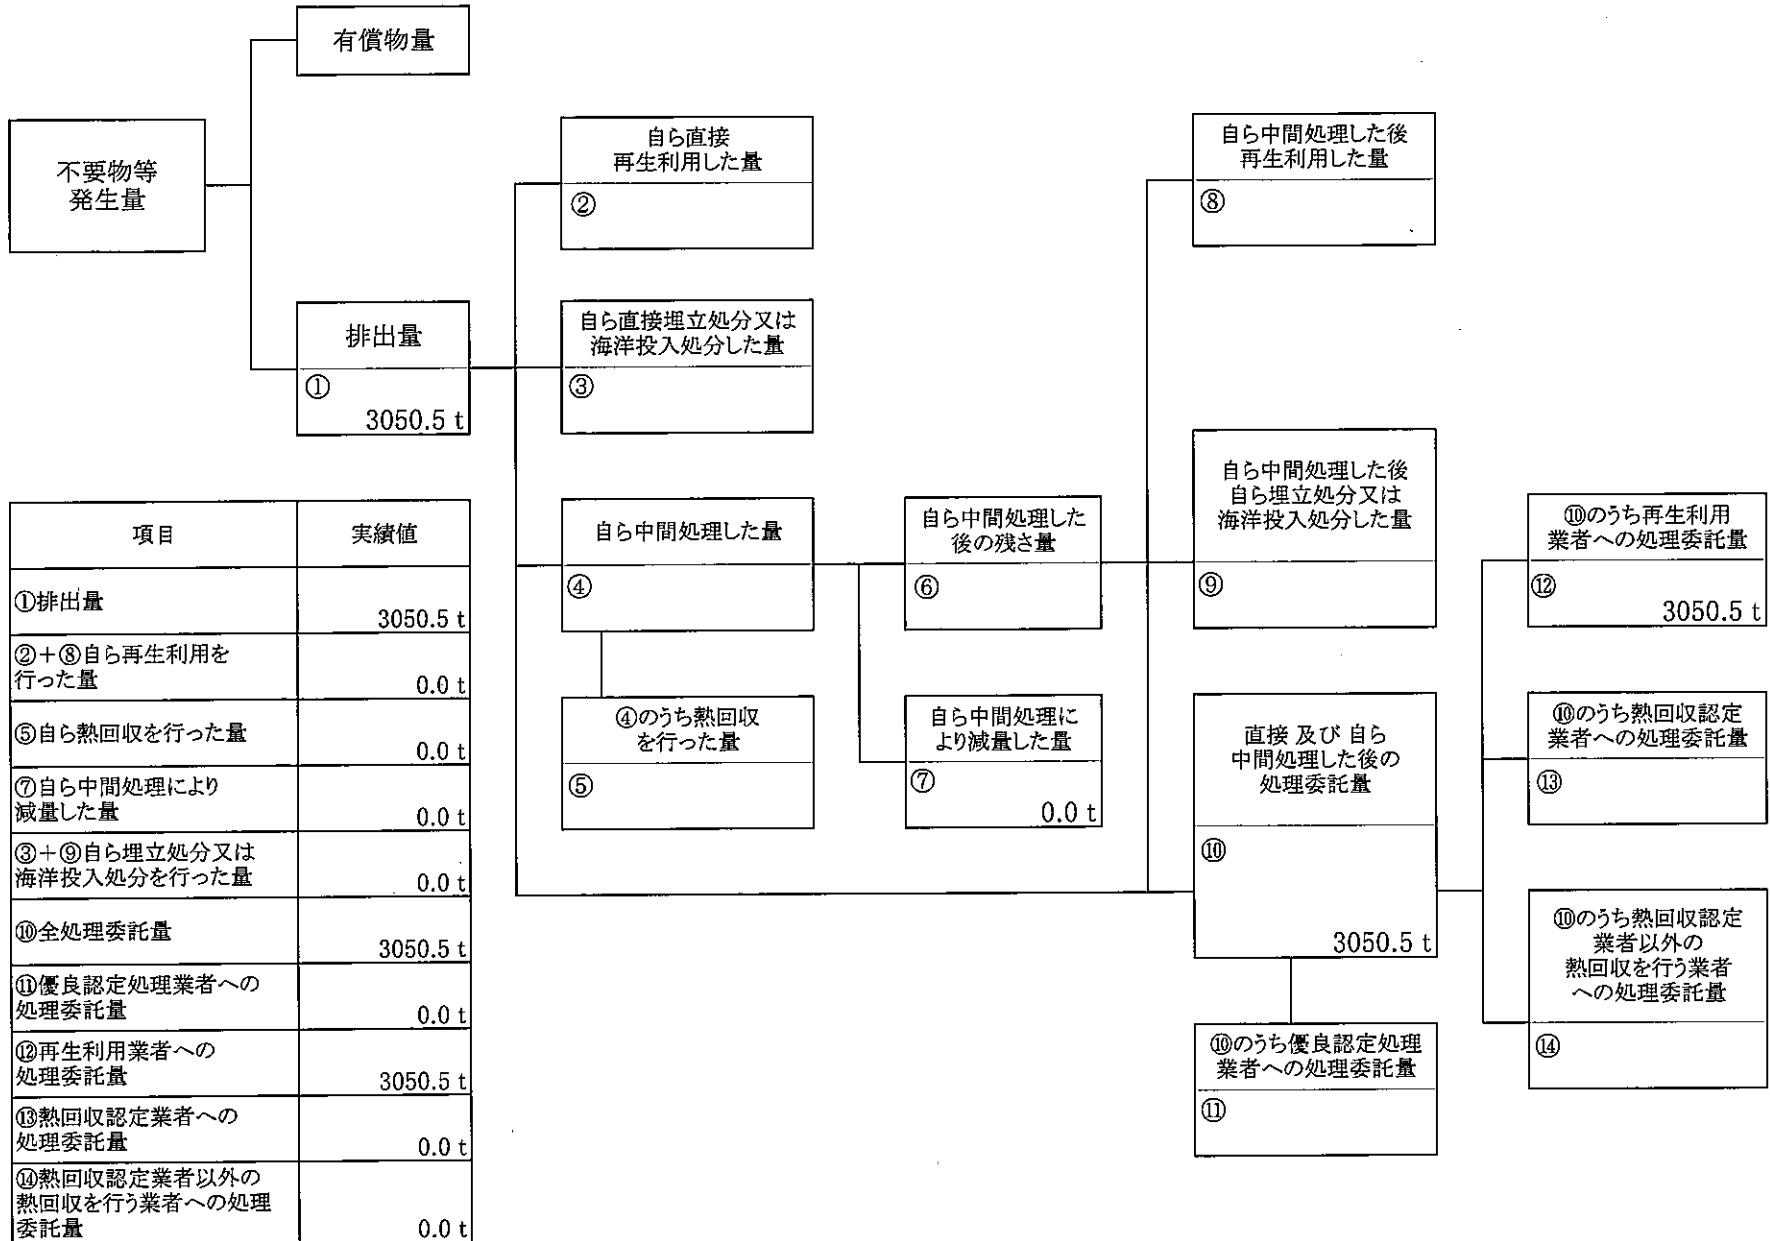 有償物量
不要物等
発生量
排出量
①
3050.5 t
自ら直接
再生利用した量
②
自ら直接埋立処分又は
海洋投入処分した量
③
自ら中間処理した量
④
④のうち熱回収
を行った量
⑤
自ら中間処理した
後の残さ量
⑥
自ら中間処理に
より減量した量
⑦
0.0 t
自ら中間処理した後
再生利用した量
⑧
自ら中間処理した後
自ら埋立処分又は
海洋投入処分した量
⑨
直接 及び 自ら
中間処理した後の
処理委託量
⑩
3050.5 t
⑩のうち優良認定処理
業者への処理委託量
⑪
⑩のうち再生利用
業者への処理委託量
⑫
3050.5 t
⑩のうち熱回収認定
業者への処理委託量
⑬
⑩のうち熱回収認定
業者以外の
熱回収を行う業者
への処理委託量
⑭
項目 実績値
①排出量
3050.5 t
②+⑧自ら再生利用を
行った量
0.0 t
⑤自ら熱回収を行った量
0.0 t
⑦自ら中間処理により
減量した量
0.0 t
③+⑨自ら埋立処分又は
海洋投入処分を行った量
0.0 t
⑩全処理委託量
3050.5 t
⑪優良認定処理業者への
処理委託量
0.0 t
⑫再生利用業者への
処理委託量
3050.5 t
⑬熱回収認定業者への
処理委託量
0.0 t
⑭熱回収認定業者以外の
熱回収を行う業者への処理
委託量
0.0 t